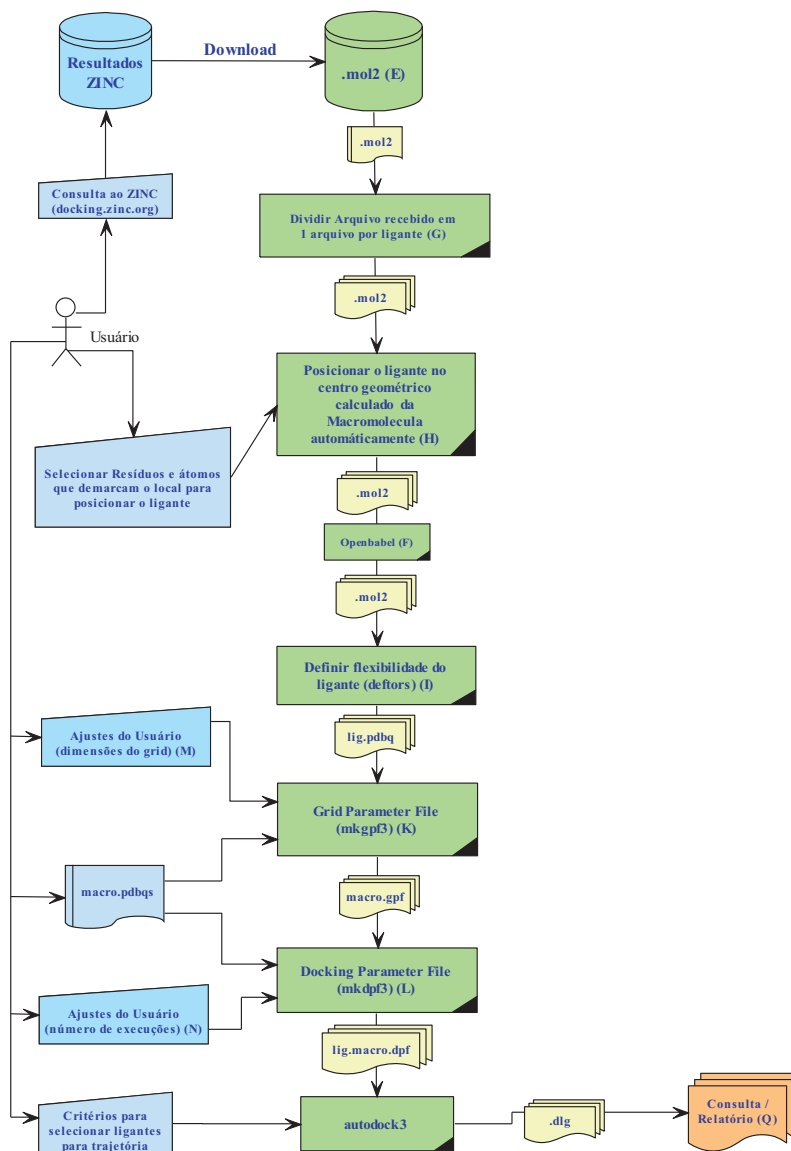 Resultados
ZINC
Download
.mol2 (E)
.mol2
Consulta ao ZINC
(docking.zinc.org)
Dividir Arquivo recebido em
1 arquivo por ligante (G)
.mol2
Usuário
Posicionar o ligante no
centro geométrico
calculado da
Macromolecula
automáticamente (H)
Selecionar Resíduos e átomos
que demarcam o local para
posicionar o ligante
.mol2
Openbabel (F)
.mol2
Definir flexibilidade do
ligante (deftors) (I)
lig.pdbq
Ajustes do Usuário
(dimensões do grid) (M)
Grid Parameter File
(mkgpf3) (K)
macro.pdbqs
macro.gpf
Docking Parameter File
(mkdpf3) (L)
Ajustes do Usuário
(número de execuções) (N)
lig.macro.dpf
Critérios para
selecionar ligantes
para trajetória
autodock3
.dlg
Consulta /
Relatório (Q)